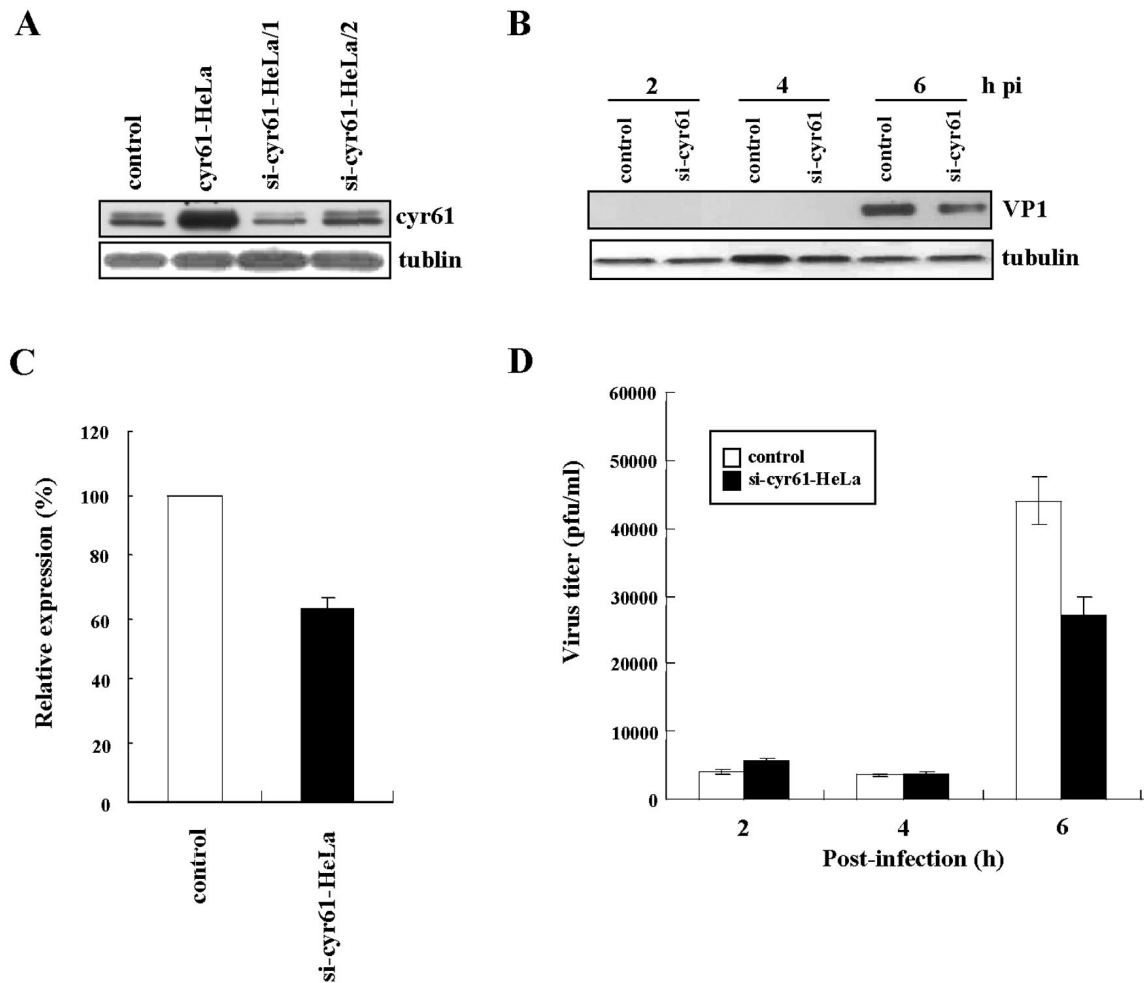 A
control
cyr61-HeLa
si-cyr61-HeLa/1
si-cyr61-HeLa/2
cyr61
tublin
B
2 4 6 h pi
control
si-cyr61
control
si-cyr61
control
si-cyr61
VP1
tubulin
C
Relative expression (%)
120
100
80
60
40
20
0
control
si-cyr61-HeLa
D
Virus titer (pfu/ml)
60000
50000
40000
30000
20000
10000
0
control
si-cyr61-HeLa
2 4 6
Post-infection (h)